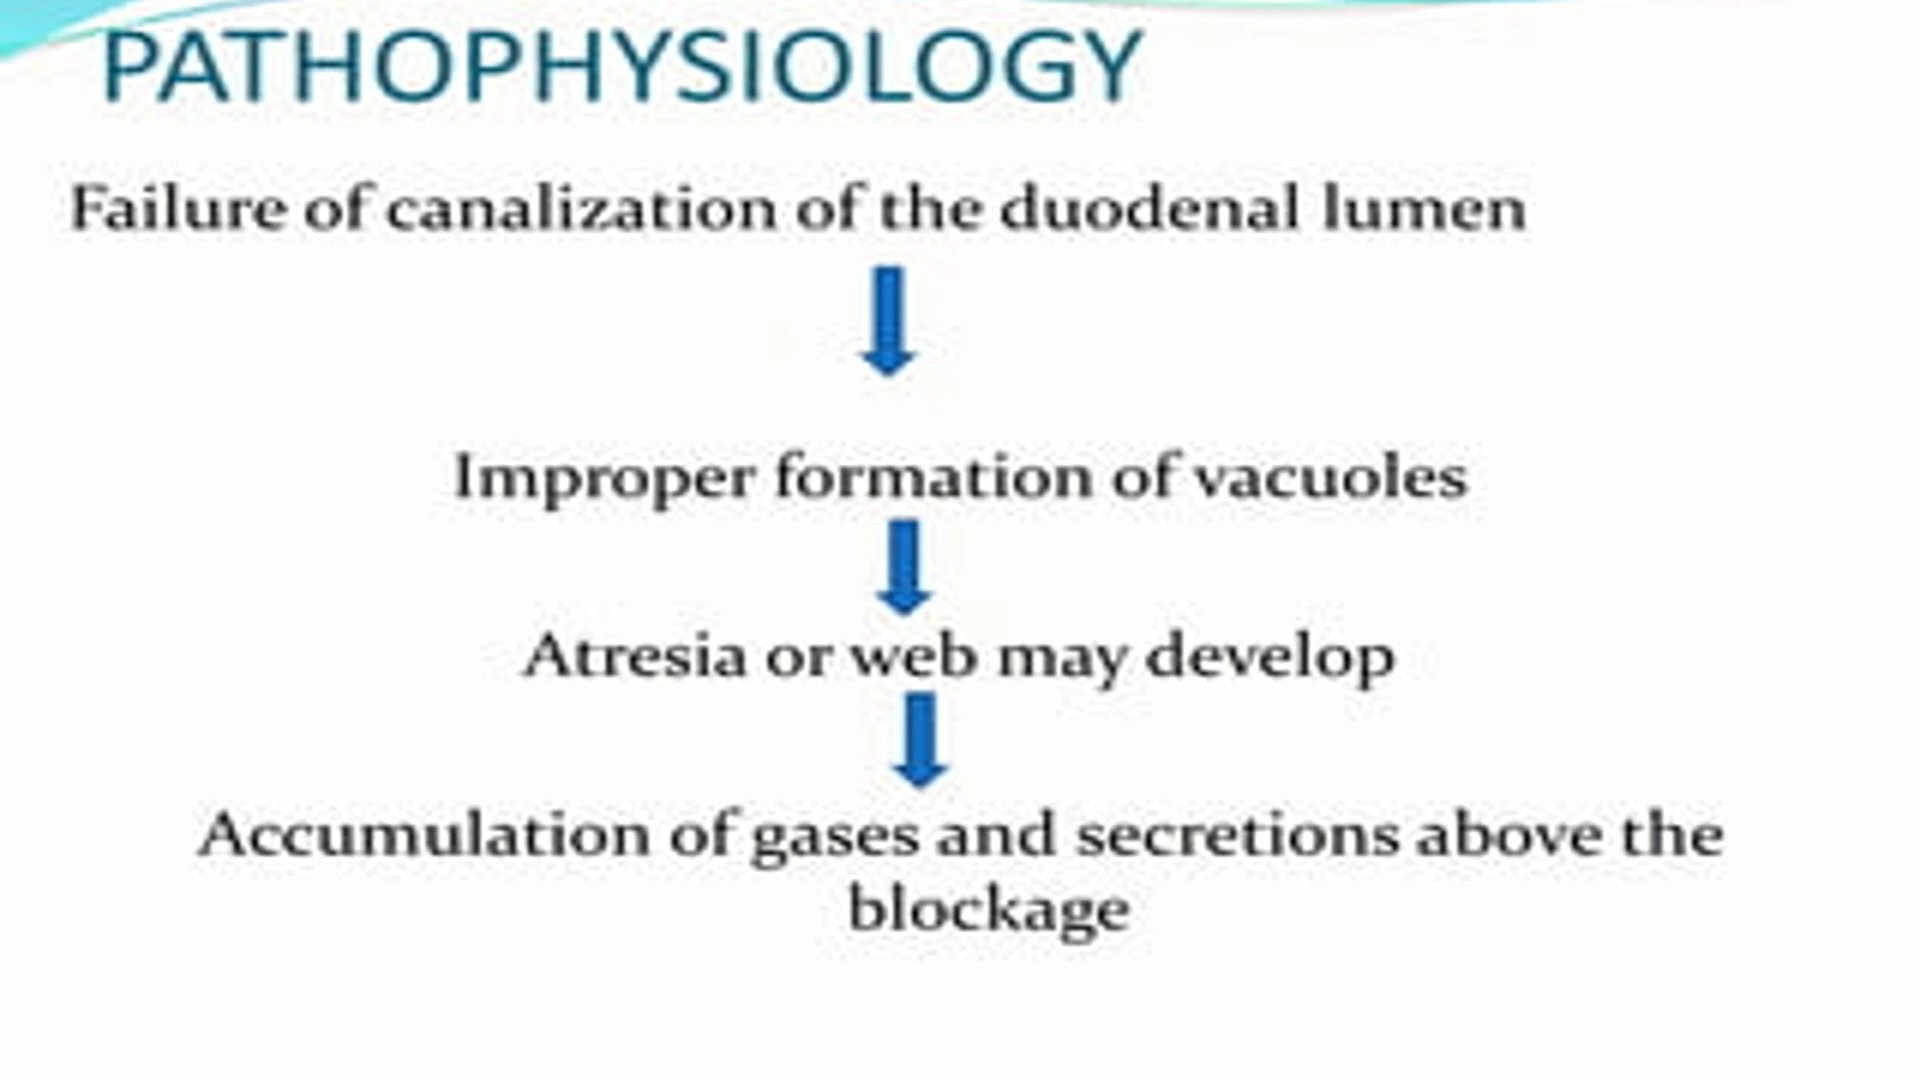 PATHOPHYSIOLOGY
Failure of canalization of the duodenal lumen
Improper formation of vacuoles
Atresia or web may develop
Accumulation of gases and secretions above the
blockage